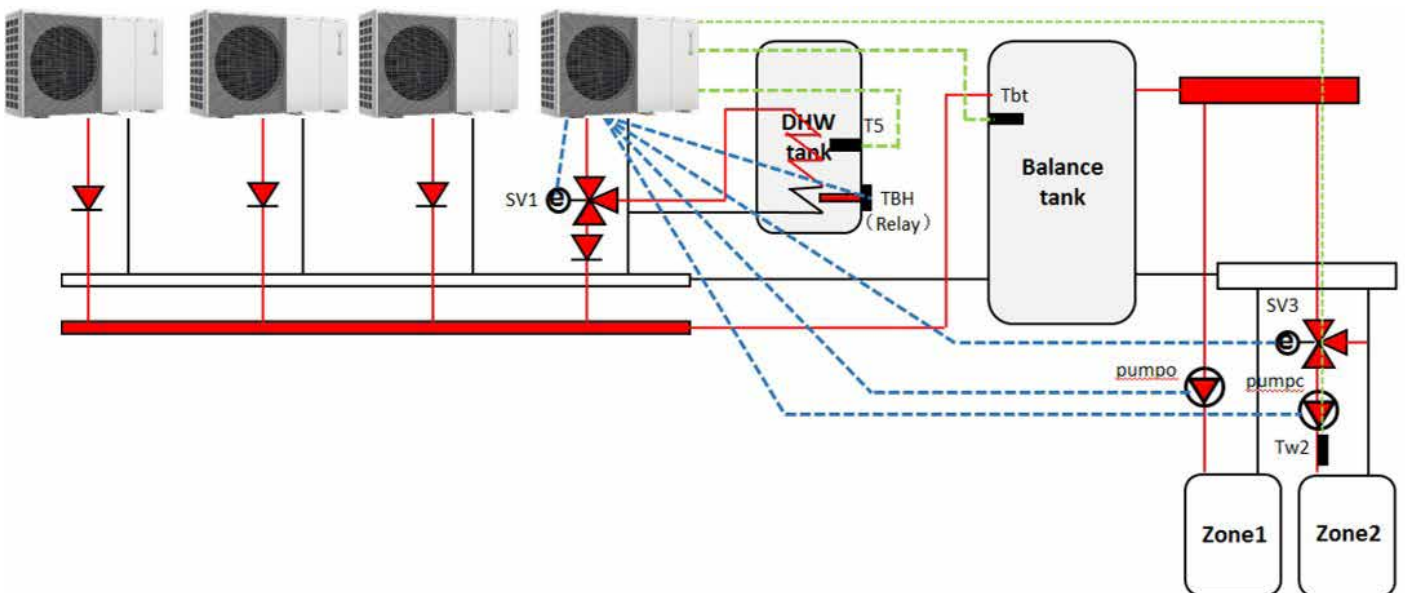 Tbt
DHW
tank
T5
Balance
tank
SV1
e
TBH
（Relay）
SV3
e
pumpo
pumpc
Tw2
Zone1
Zone2